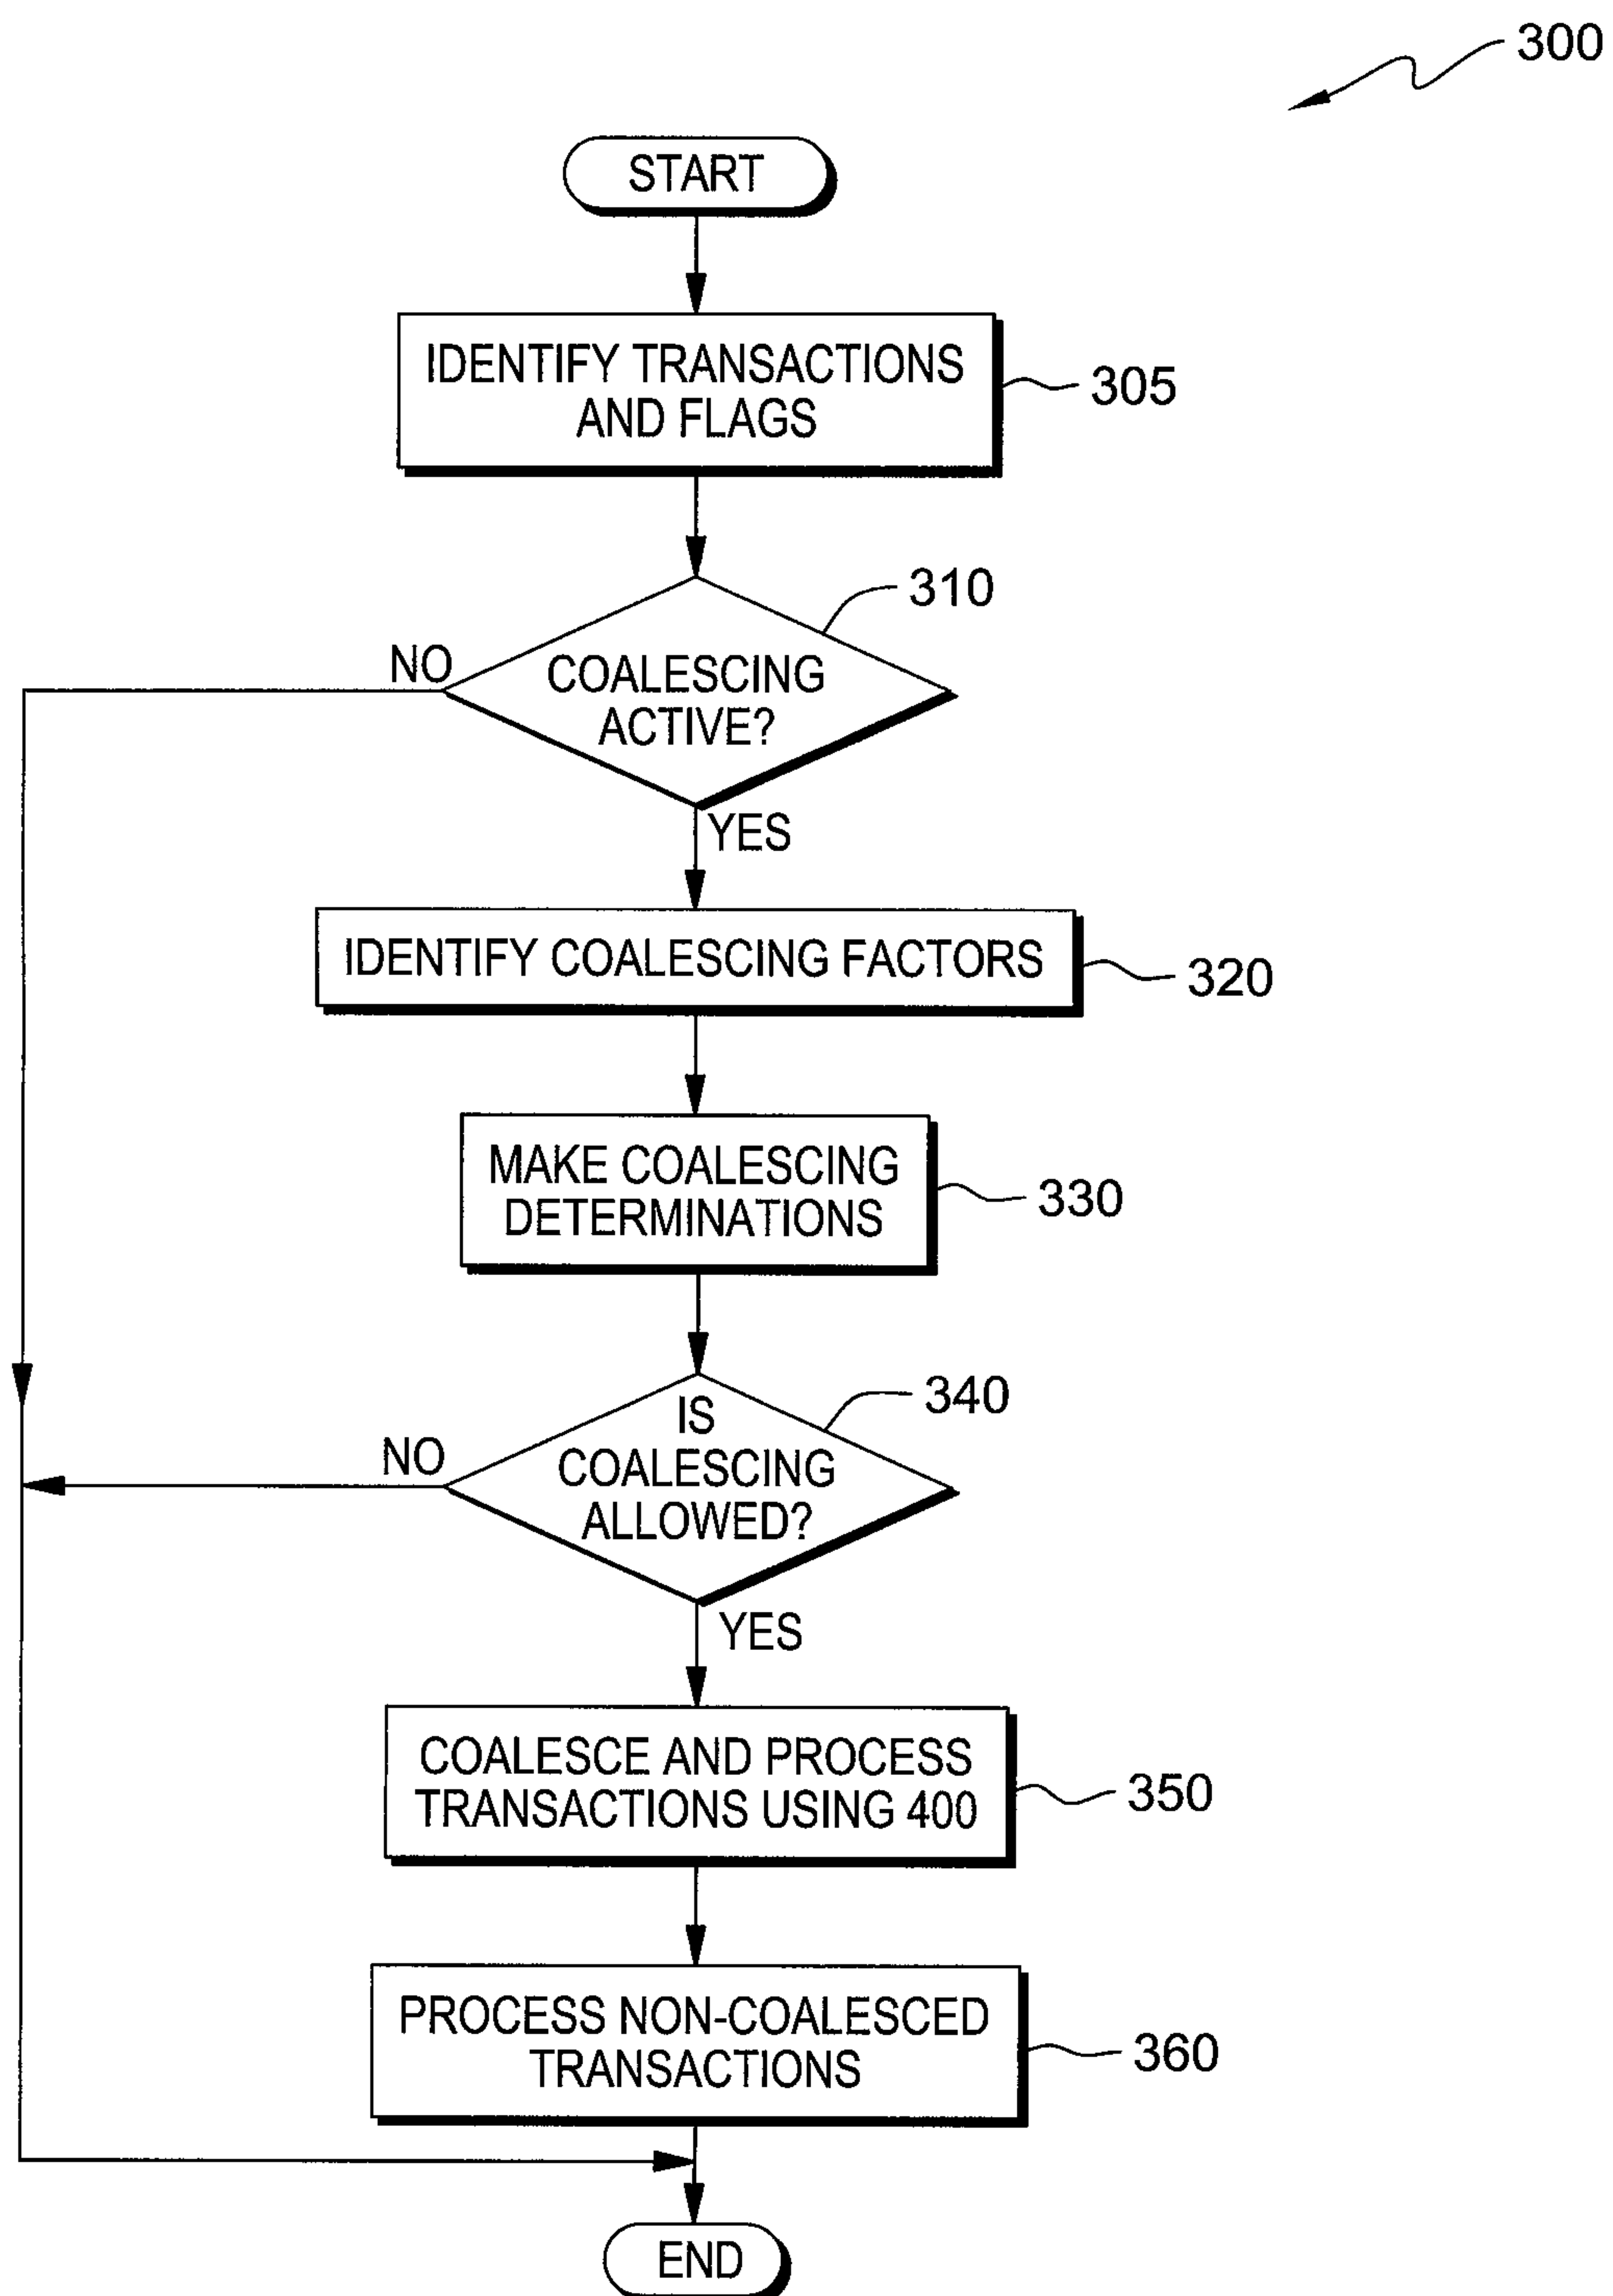 300
START
IDENTIFY TRANSACTIONS
AND FLAGS
305
310
NO
COALESCING
ACTIVE?
YES
IDENTIFY COALESCING FACTORS
320
MAKE COALESCING
DETERMINATIONS
330
340
IS
NO
COALESCING
ALLOWED?
YES
COALESCE AND PROCESS
TRANSACTIONS USING 400
350
PROCESS NON-COALESCED
TRANSACTIONS
360
END